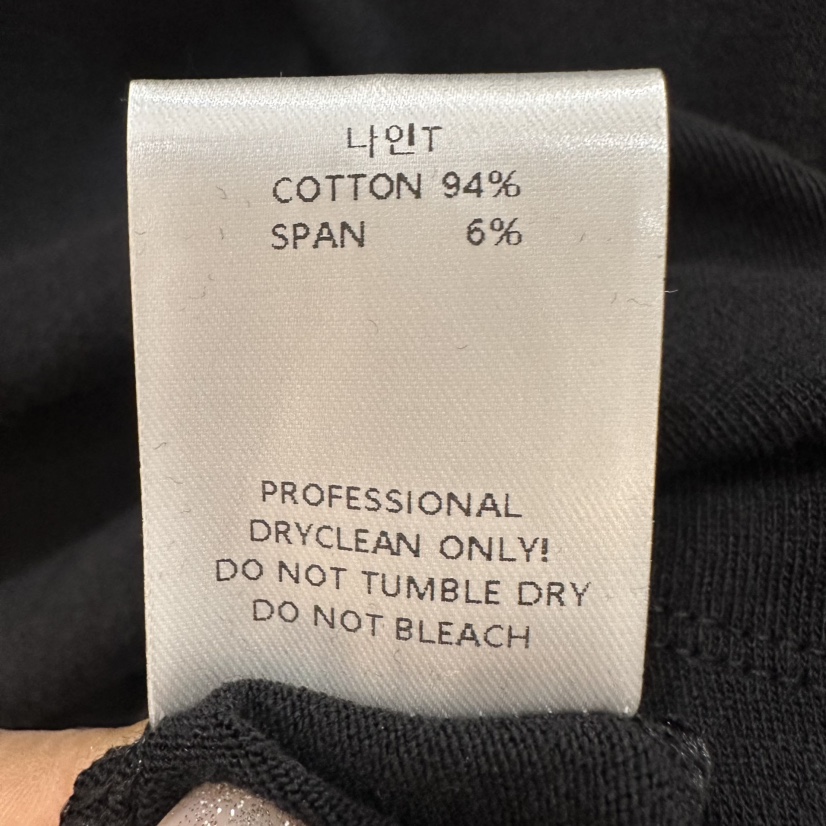 나인T
COTTON 94%
SPAN 6%
PROFESSIONAL
DRYCLEAN ONLY!
DO NOT TUMBLE DRY
DO NOT BLEACH